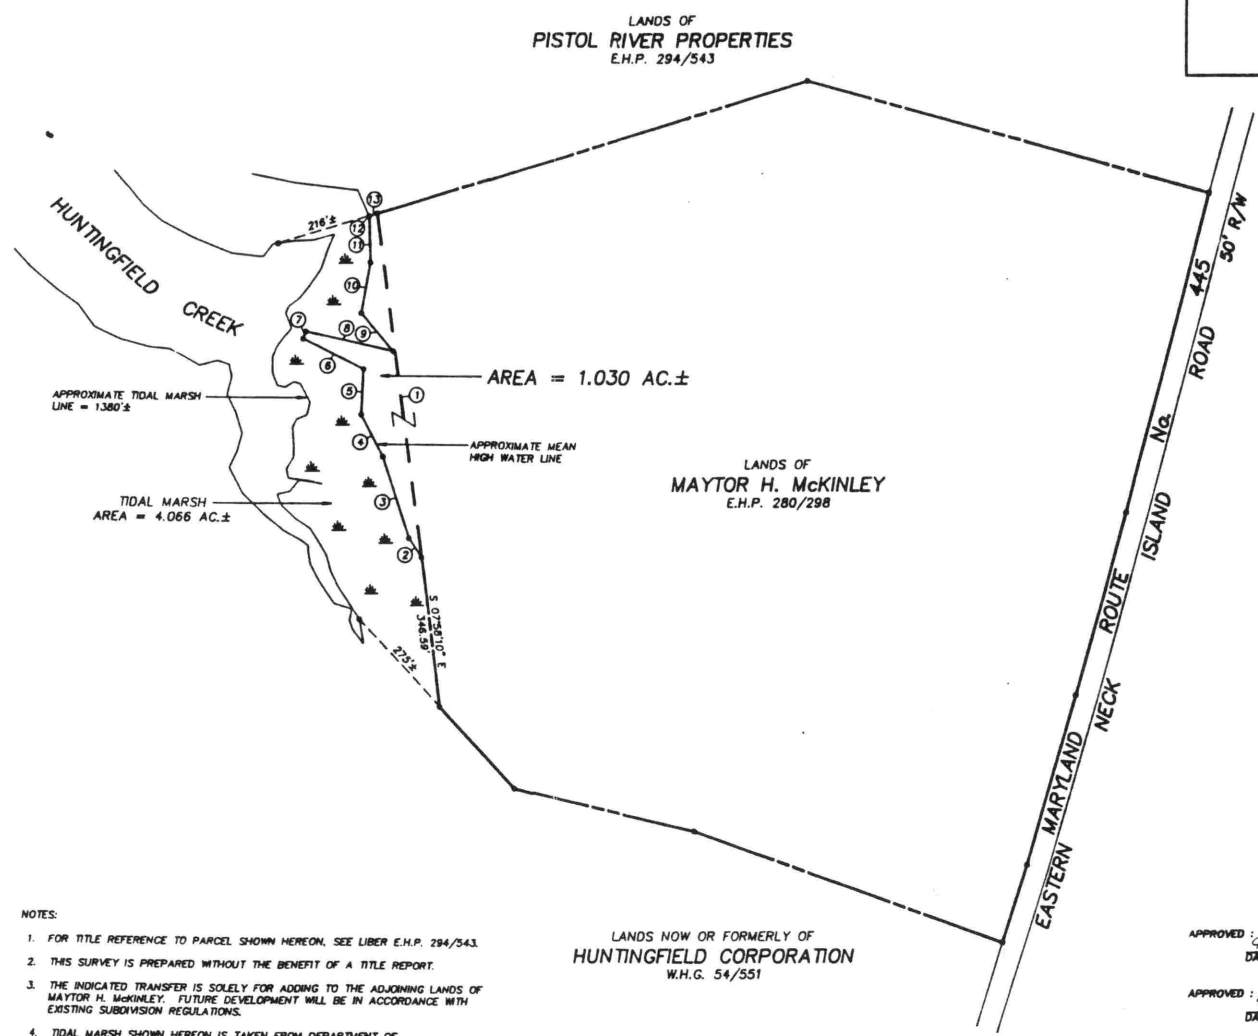 LANDS OF
PISTOL RIVER PROPERTIES
E.H.P. 294/543
HUNTINGFIELD CREEK
216'±
13
12
11
10
9
8
7
6
5
4
3
2
1
AREA = 1.030 AC.±
APPROXIMATE TIDAL MARSH
LINE = 1380'±
APPROXIMATE MEAN
HIGH WATER LINE
TIDAL MARSH
AREA = 4.066 AC.±
LANDS OF
MAYTOR H. McKINLEY
E.H.P. 280/298
S 07°58'10" E
346.59'
275'±
EASTERN NECK ISLAND ROAD
MARYLAND ROUTE No. 445
50' R/W
LANDS NOW OR FORMERLY OF
HUNTINGFIELD CORPORATION
W.H.G. 54/551
NOTES:
1. FOR TITLE REFERENCE TO PARCEL SHOWN HEREON, SEE LIBER E.H.P. 294/543.
2. THIS SURVEY IS PREPARED WITHOUT THE BENEFIT OF A TITLE REPORT.
3. THE INDICATED TRANSFER IS SOLELY FOR ADDING TO THE ADJOINING LANDS OF
MAYTOR H. McKINLEY. FUTURE DEVELOPMENT WILL BE IN ACCORDANCE WITH
EXISTING SUBDIVISION REGULATIONS.
4. TIDAL MARSH SHOWN HEREON IS TAKEN FROM DEPARTMENT OF
APPROVED :
DA
APPROVED :
DA